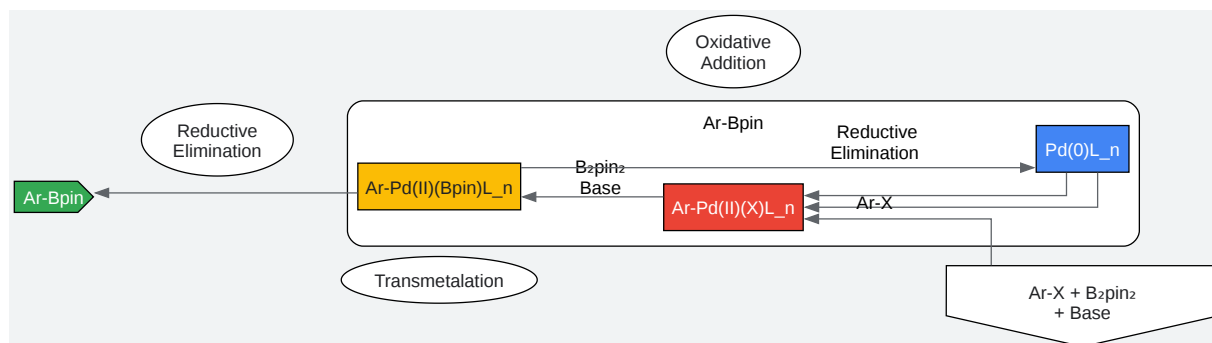 Oxidative
Addition
Ar-Bpin
Reductive
Elimination
Reductive
Elimination
Pd(0)L_n
B₂pin₂
Base
Ar-Pd(II)(Bpin)L_n
Ar-Bpin
Ar-Pd(II)(X)L_n
Ar-X
Transmetalation
Ar-X + B₂pin₂
+ Base